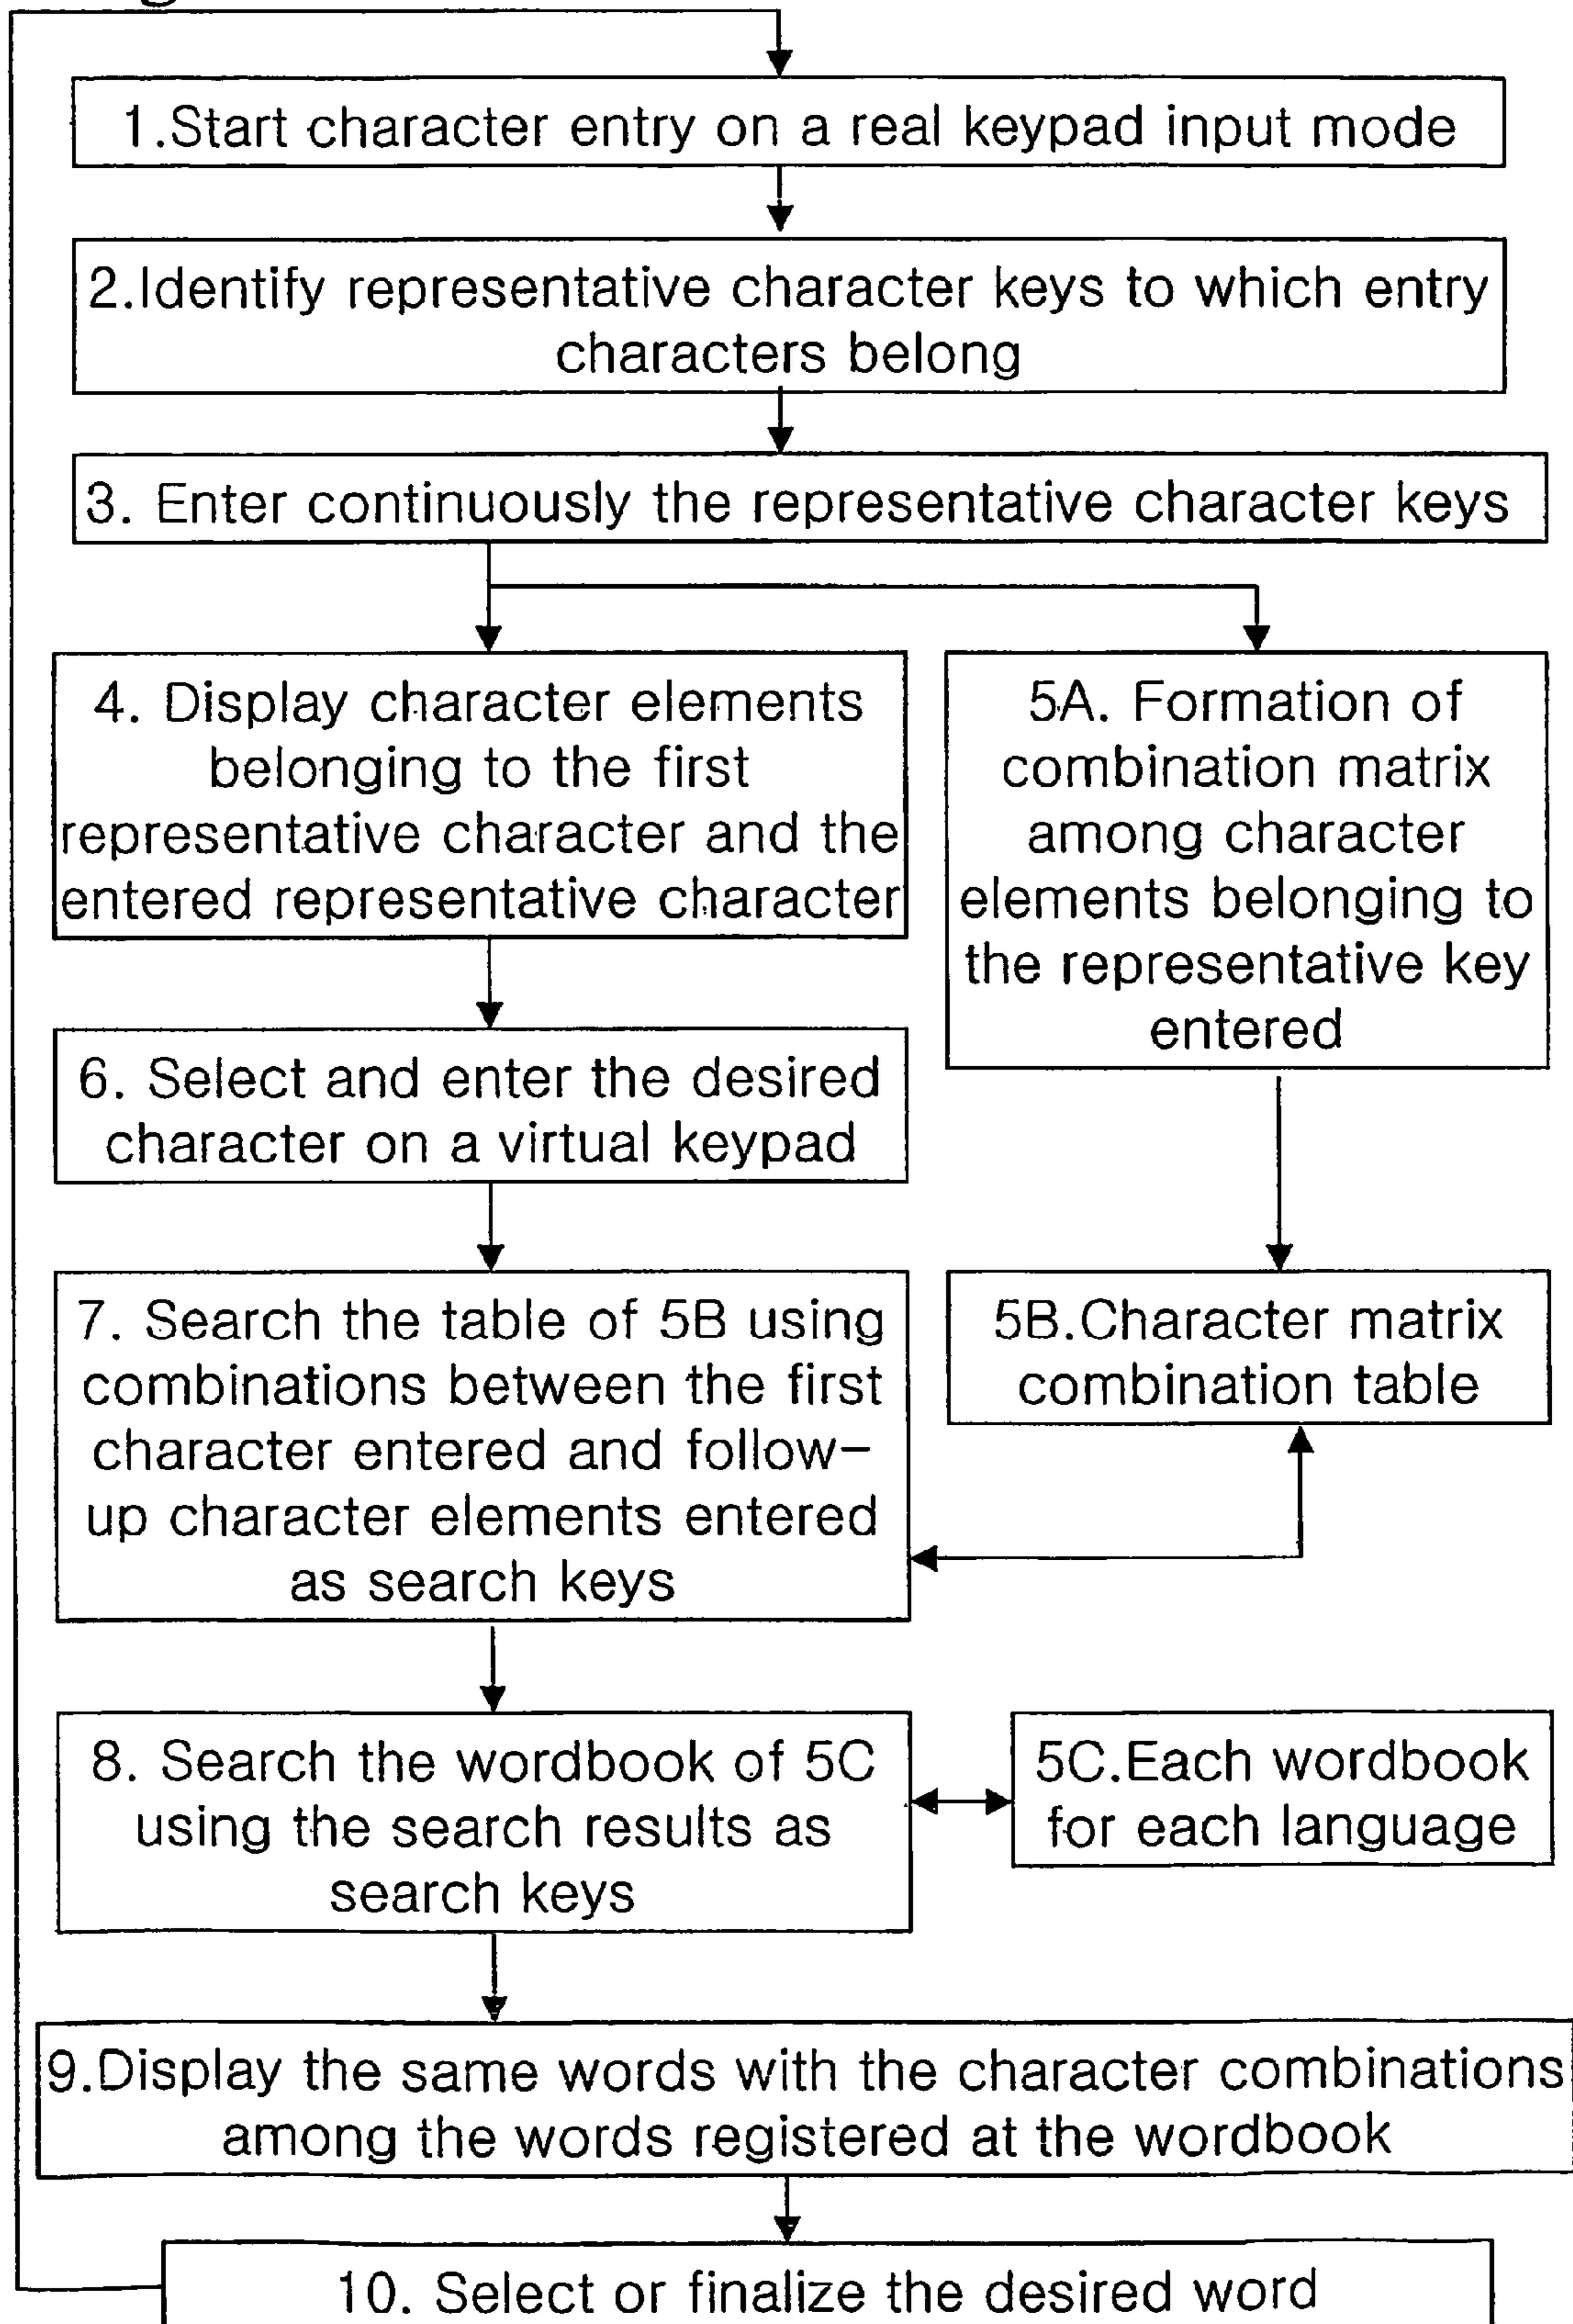 1.Start character entry on a real keypad input mode
2.Identify representative character keys to which entry
characters belong
3. Enter continuously the representative character keys
4. Display character elements
belonging to the first
representative character and the
entered representative character
5A. Formation of
combination matrix
among character
elements belonging to
the representative key
entered
6. Select and enter the desired
character on a virtual keypad
7. Search the table of 5B using
combinations between the first
character entered and follow-
up character elements entered
as search keys
5B.Character matrix
combination table
8. Search the wordbook of 5C
using the search results as
search keys
5C.Each wordbook
for each language
9.Display the same words with the character combinations
among the words registered at the wordbook
10. Select or finalize the desired word